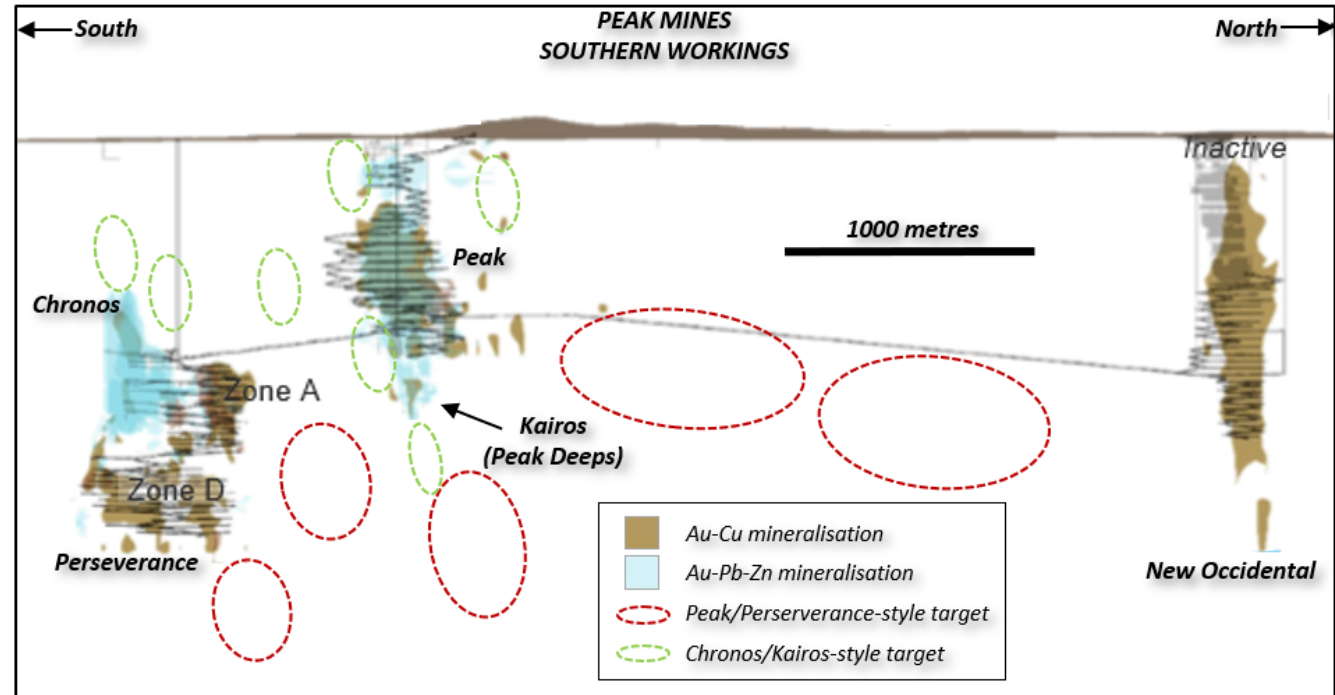 South
PEAK MINES
SOUTHERN WORKINGS
North
Inactive
1000 metres
Peak
Chronos
Zone A
Kairos
(Peak Deeps)
Zone D
Perseverance
New Occidental
Au-Cu mineralisation
Au-Pb-Zn mineralisation
Peak/Perserverance-style target
Chronos/Kairos-style target